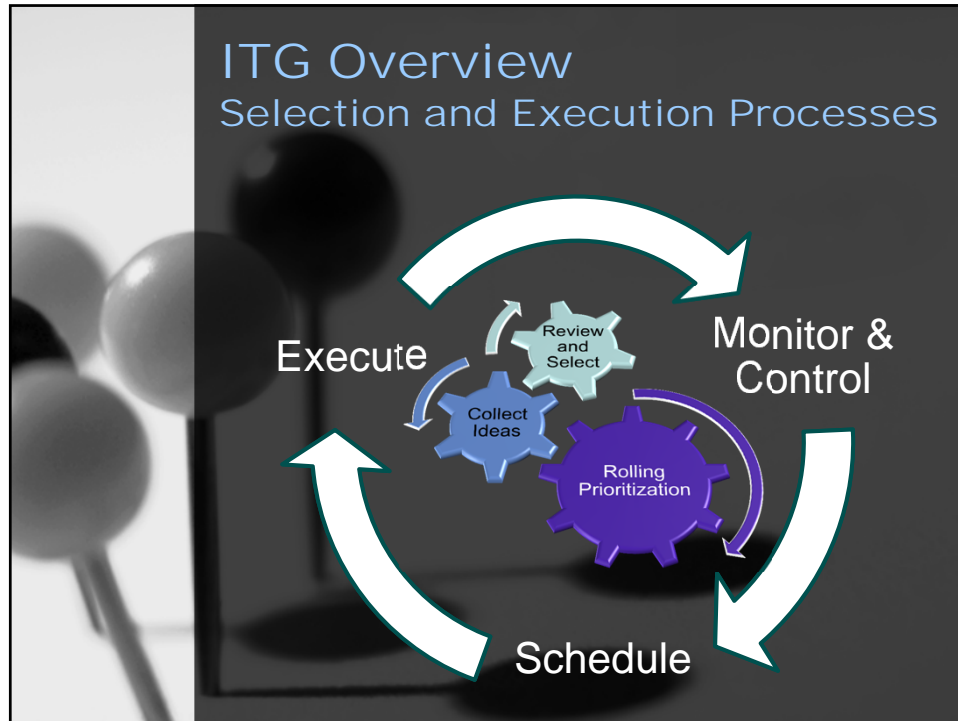 ITG Overview
Selection and Execution Processes
Execute
Monitor &
Control
Schedule
Review
and
Select
Collect
Ideas
Rolling
Prioritization